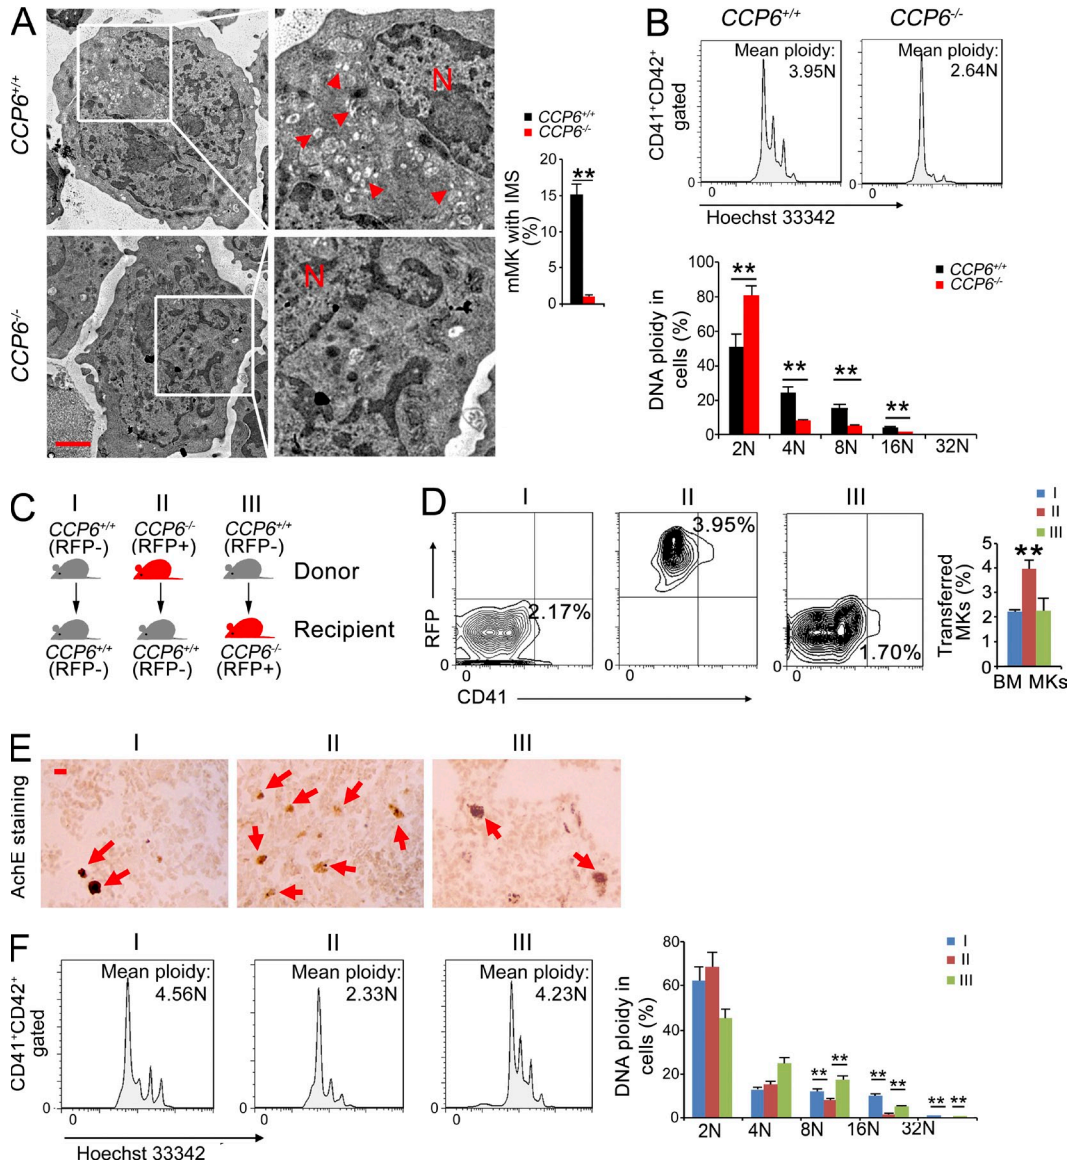 A
CCP6+/+
N
CCP6-/-
N
CCP6+/+
CCP6-/-
mMK with IMS
(%)
20
15
10
5
0
**
B
CCP6+/+
CCP6-/-
CD41+CD42+
gated
Mean ploidy:
3.95N
0
0
Mean ploidy:
2.64N
0
0
Hoechst 33342
DNA ploidy in
cells (%)
100
80
60
40
20
0
**
**
**
**
CCP6+/+
CCP6-/-
2N 4N 8N 16N 32N
C
I II III
CCP6+/+ CCP6-/- CCP6+/+
(RFP-) (RFP+) (RFP-)
Donor
Recipient
CCP6+/+ CCP6+/+ CCP6-/-
(RFP-) (RFP-) (RFP+)
D
I II III
RFP
2.17%
3.95%
1.70%
0
0
0
0
CD41
I
II
III
Transferred
MKs (%)
5
4
3
2
1
0
**
BM MKs
E
I II III
AchE staining
F
I II III
CD41+CD42+
gated
Mean ploidy:
4.56N
0
0
Mean ploidy:
2.33N
0
0
Mean ploidy:
4.23N
0
0
Hoechst 33342
DNA ploidy in
cells (%)
80
60
40
20
0
** **
** **
** **
I
II
III
2N 4N 8N 16N 32N